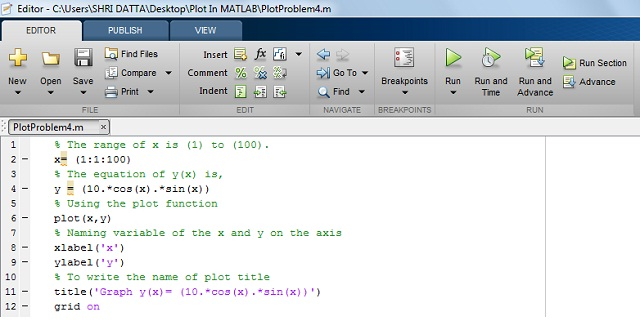 Editor - C:\Users\SHRI DATTA\Desktop\Plot In MATLAB\PlotProblem4.m
EDITOR PUBLISH VIEW
New Open Save Find Files Compare Print
Insert fx
Comment
Indent
Go To Find
Breakpoints
Run Run and Time Run and Advance Run Section Advance
FILE EDIT NAVIGATE BREAKPOINTS RUN
PlotProblem4.m ×
1 % The range of x is (1) to (100).
2 – x= (1:1:100)
3 % The equation of y(x) is,
4 – y = (10.*cos(x).*sin(x))
5 % Using the plot function
6 – plot(x,y)
7 % Naming variable of the x and y on the axis
8 – xlabel('x')
9 – ylabel('y')
10 % To write the name of plot title
11 – title('Graph y(x)= (10.*cos(x).*sin(x))')
12 – grid on